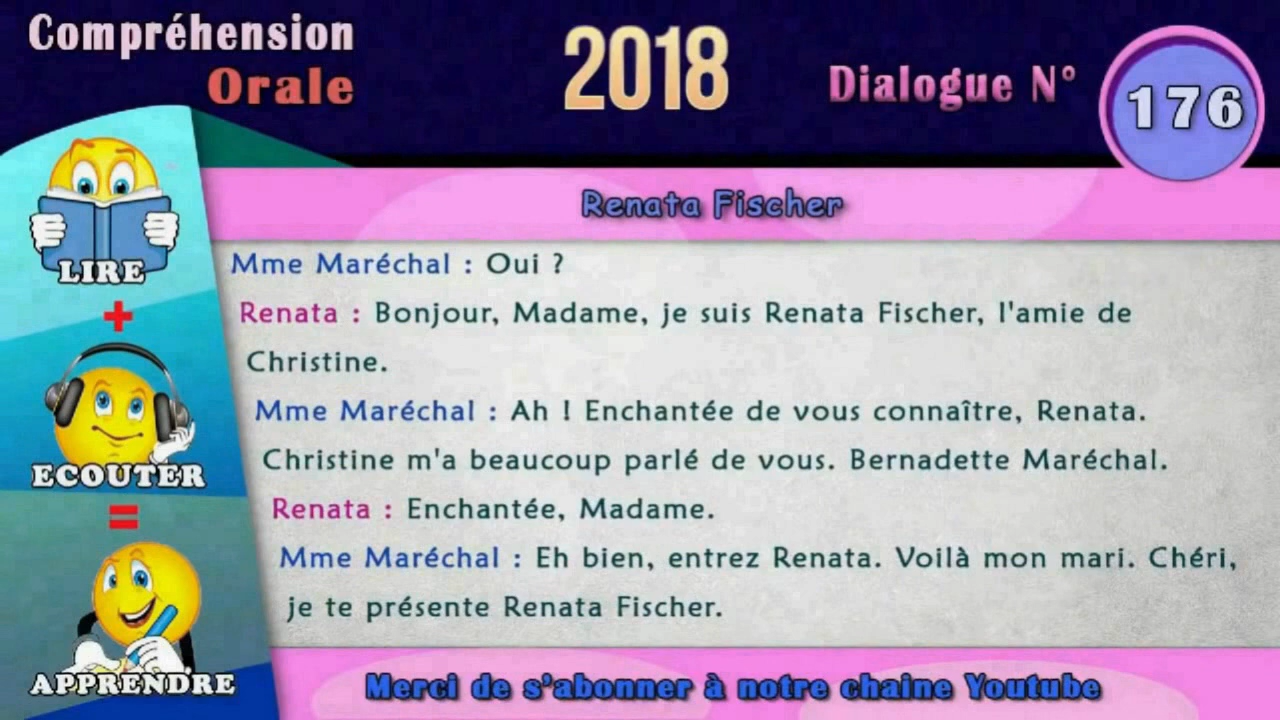 Compréhension
Orale
2018
Dialogue N°
176
Renata Fischer
LIRE
+
ECOUTER
=
APPRENDRE
Mme Maréchal : Oui ?
Renata : Bonjour, Madame, je suis Renata Fischer, l'amie de
Christine.
Mme Maréchal : Ah ! Enchantée de vous connaître, Renata.
Christine m'a beaucoup parlé de vous. Bernadette Maréchal.
Renata : Enchantée, Madame.
Mme Maréchal : Eh bien, entrez Renata. Voilà mon mari. Chéri,
je te présente Renata Fischer.
Merci de s'abonner à notre chaine Youtube